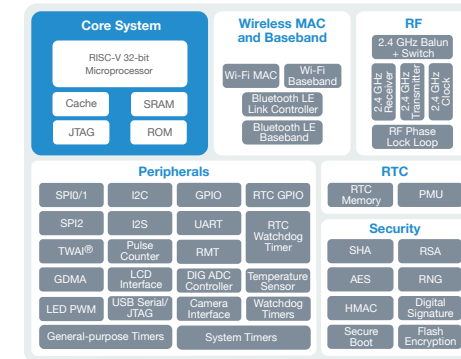 Core System
RISC-V 32-bit
Microprocessor
Cache
SRAM
JTAG
ROM
Wireless MAC
and Baseband
Wi-Fi MAC
Wi-Fi
Baseband
Bluetooth LE
Link Controller
Bluetooth LE
Baseband
RF
2.4 GHz Balun
+ Switch
2.4 GHz
Receiver
2.4 GHz
Transmitter
2.4 GHz
Clock
RF Phase
Lock Loop
Peripherals
SPI0/1
I2C
GPIO
RTC GPIO
SPI2
I2S
UART
RTC
Watchdog
Timer
TWAI®
Pulse
Counter
RMT
GDMA
LCD
Interface
DIG ADC
Controller
Temperature
Sensor
LED PWM
USB Serial/
JTAG
Camera
Interface
Watchdog
Timers
General-purpose Timers
System Timers
RTC
RTC
Memory
PMU
Security
SHA
RSA
AES
RNG
HMAC
Digital
Signature
Secure
Boot
Flash
Encryption